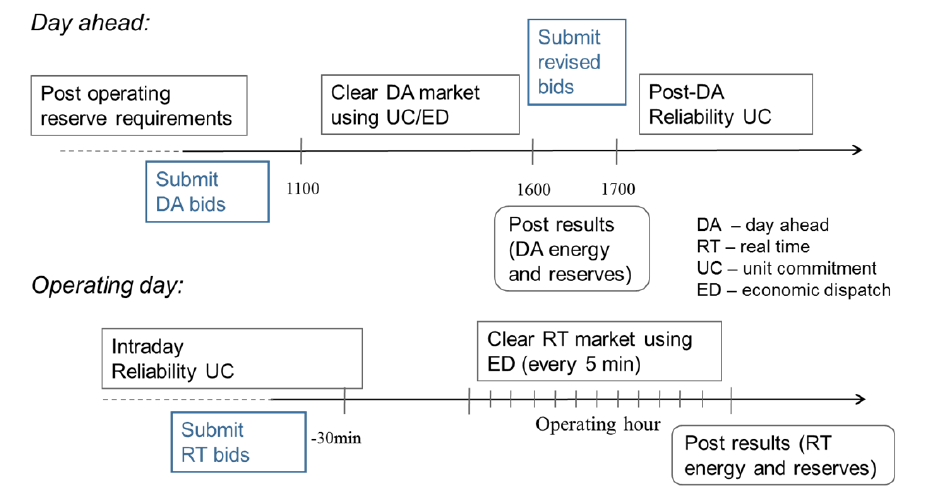 Day ahead:
Submit
revised
bids
Post operating
reserve requirements
Clear DA market
using UC/ED
Post-DA
Reliability UC
Submit
DA bids
1100
1600
1700
Post results
(DA energy
and reserves)
DA – day ahead
RT – real time
UC – unit commitment
ED – economic dispatch
Operating day:
Intraday
Reliability UC
Clear RT market using
ED (every 5 min)
Submit
RT bids
-30min
Operating hour
Post results (RT
energy and reserves)